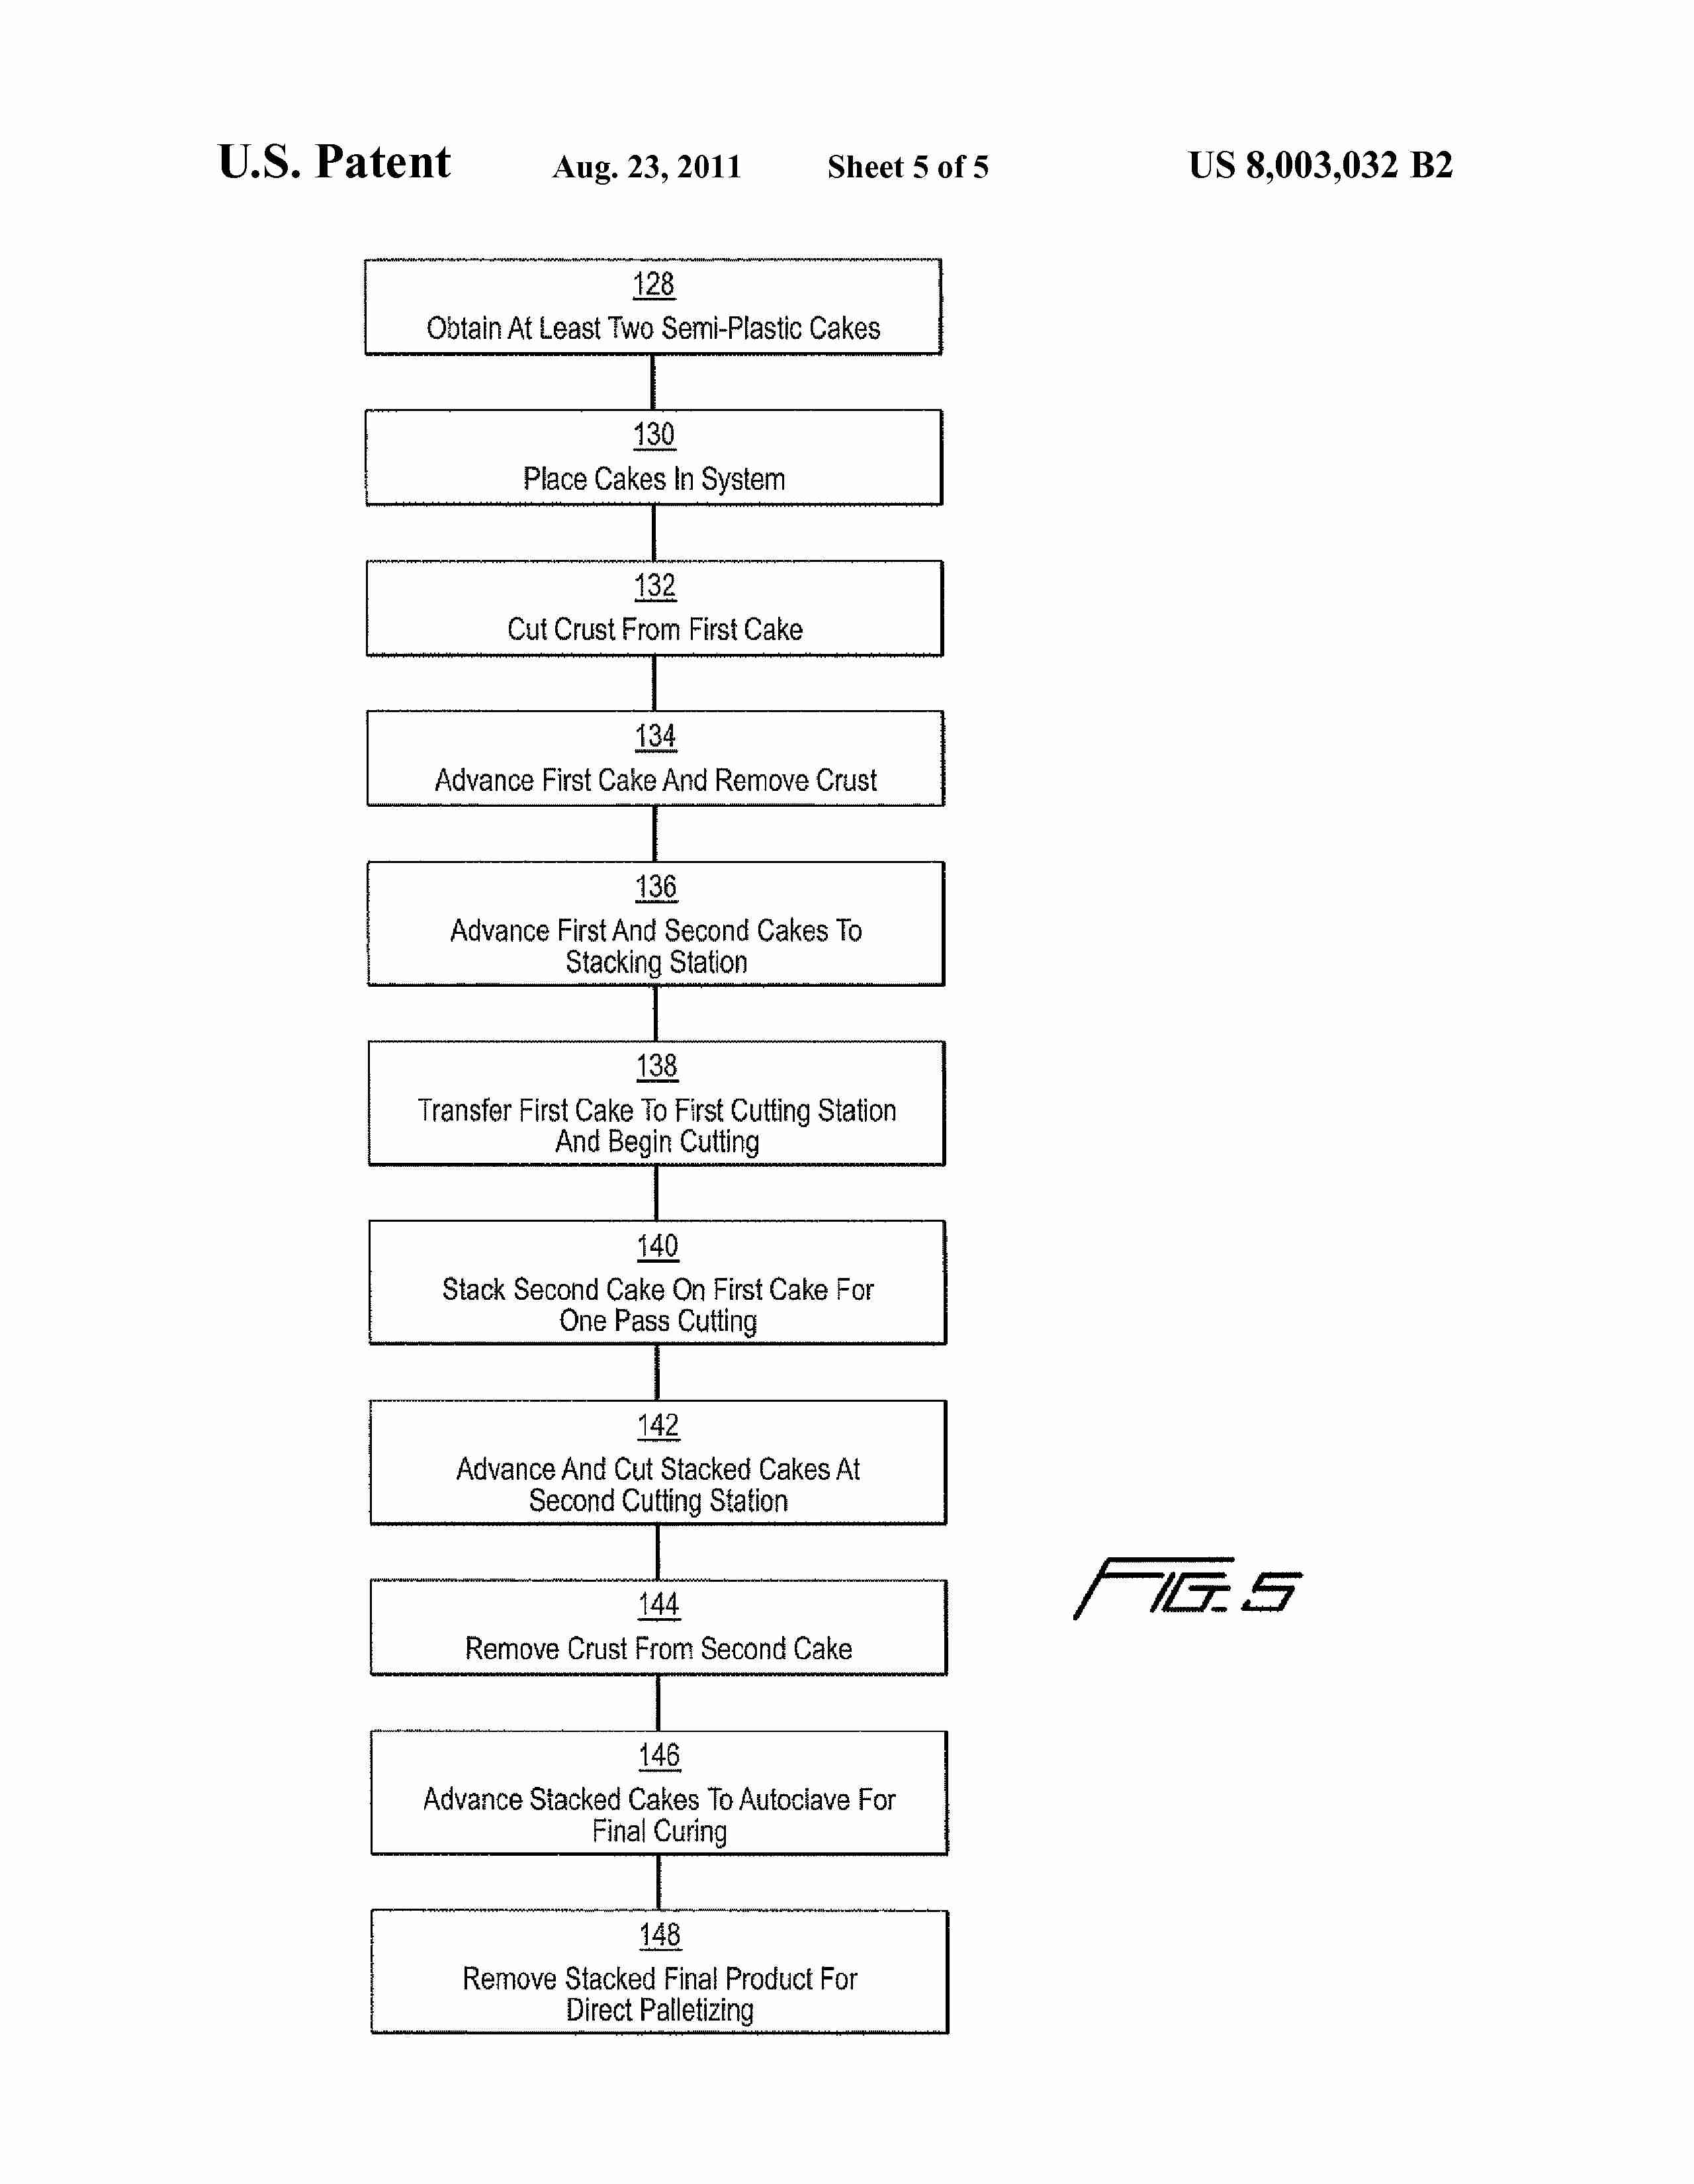 U.S. Patent Aug. 23, 2011 Sheet 5 of 5 US 8,003,032 B2
128
Obtain At Least Two Semi-Plastic Cakes
130
Place Cakes In System
132
Cut Crust From First Cake
134
Advance First Cake And Remove Crust
136
Advance First And Second Cakes To
Stacking Station
138
Transfer First Cake To First Cutting Station
And Begin Cutting
140
Stack Second Cake On First Cake For
One Pass Cutting
142
Advance And Cut Stacked Cakes At
Second Cutting Station
144
Remove Crust From Second Cake
146
Advance Stacked Cakes To Autoclave For
Final Curing
148
Remove Stacked Final Product For
Direct Palletizing
FIG. 5